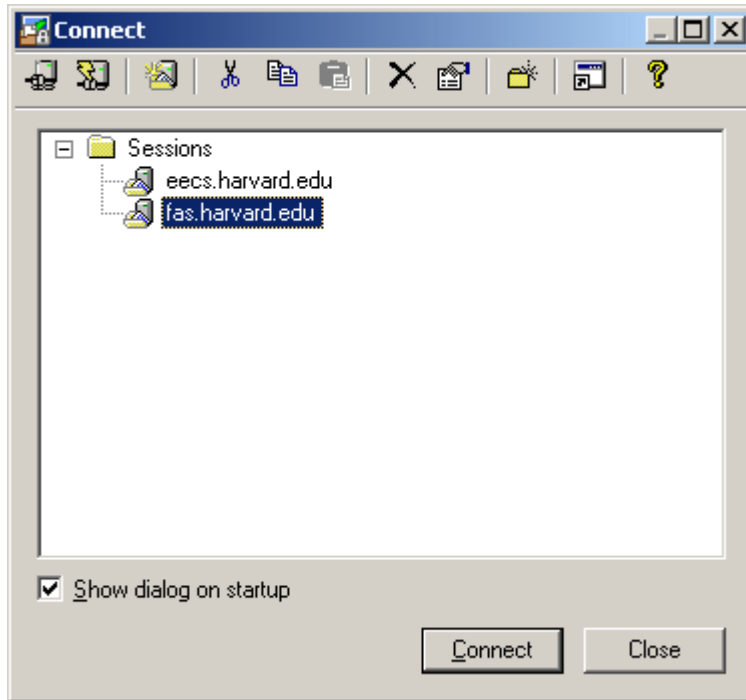 Connect
Sessions
eecs.harvard.edu
fas.harvard.edu
Show dialog on startup
Connect Close